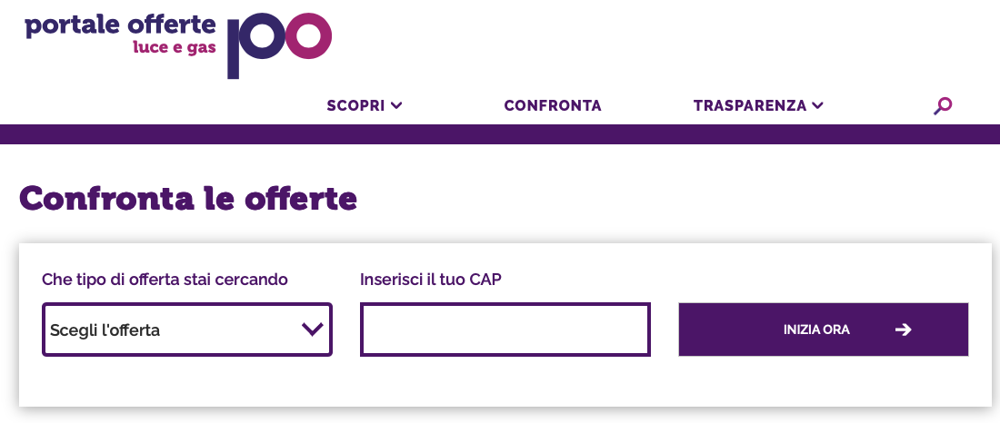 portale offerte
luce e gas
po
SCOPRI
CONFRONTA
TRASPARENZA
Confronta le offerte
Che tipo di offerta stai cercando
Inserisci il tuo CAP
Scegli l'offerta
INIZIA ORA